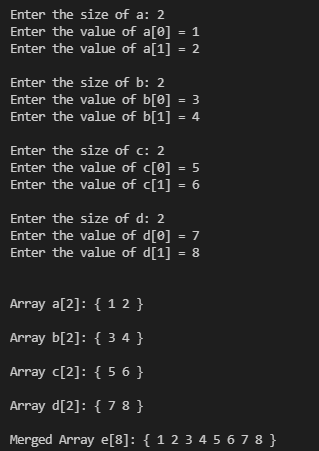 Enter the size of a: 2
Enter the value of a[0] = 1
Enter the value of a[1] = 2
Enter the size of b: 2
Enter the value of b[0] = 3
Enter the value of b[1] = 4
Enter the size of c: 2
Enter the value of c[0] = 5
Enter the value of c[1] = 6
Enter the size of d: 2
Enter the value of d[0] = 7
Enter the value of d[1] = 8
Array a[2]: { 1 2 }
Array b[2]: { 3 4 }
Array c[2]: { 5 6 }
Array d[2]: { 7 8 }
Merged Array e[8]: { 1 2 3 4 5 6 7 8 }